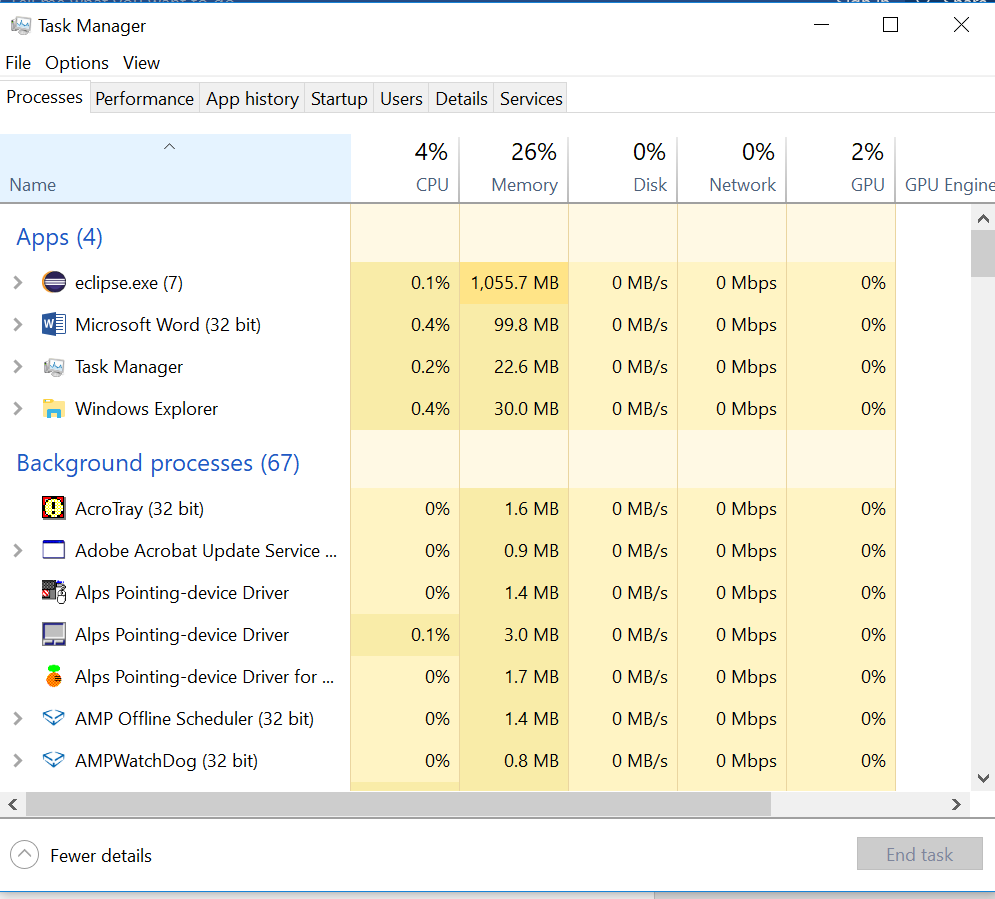 Task Manager
File Options View
Processes Performance App history Startup Users Details Services
4% 26% 0% 0% 2%
Name CPU Memory Disk Network GPU GPU Engine
Apps (4)
eclipse.exe (7) 0.1% 1,055.7 MB 0 MB/s 0 Mbps 0%
Microsoft Word (32 bit) 0.4% 99.8 MB 0 MB/s 0 Mbps 0%
Task Manager 0.2% 22.6 MB 0 MB/s 0 Mbps 0%
Windows Explorer 0.4% 30.0 MB 0 MB/s 0 Mbps 0%
Background processes (67)
AcroTray (32 bit) 0% 1.6 MB 0 MB/s 0 Mbps 0%
Adobe Acrobat Update Service ... 0% 0.9 MB 0 MB/s 0 Mbps 0%
Alps Pointing-device Driver 0% 1.4 MB 0 MB/s 0 Mbps 0%
Alps Pointing-device Driver 0.1% 3.0 MB 0 MB/s 0 Mbps 0%
Alps Pointing-device Driver for ... 0% 1.7 MB 0 MB/s 0 Mbps 0%
AMP Offline Scheduler (32 bit) 0% 1.4 MB 0 MB/s 0 Mbps 0%
AMPWatchDog (32 bit) 0% 0.8 MB 0 MB/s 0 Mbps 0%
Fewer details End task